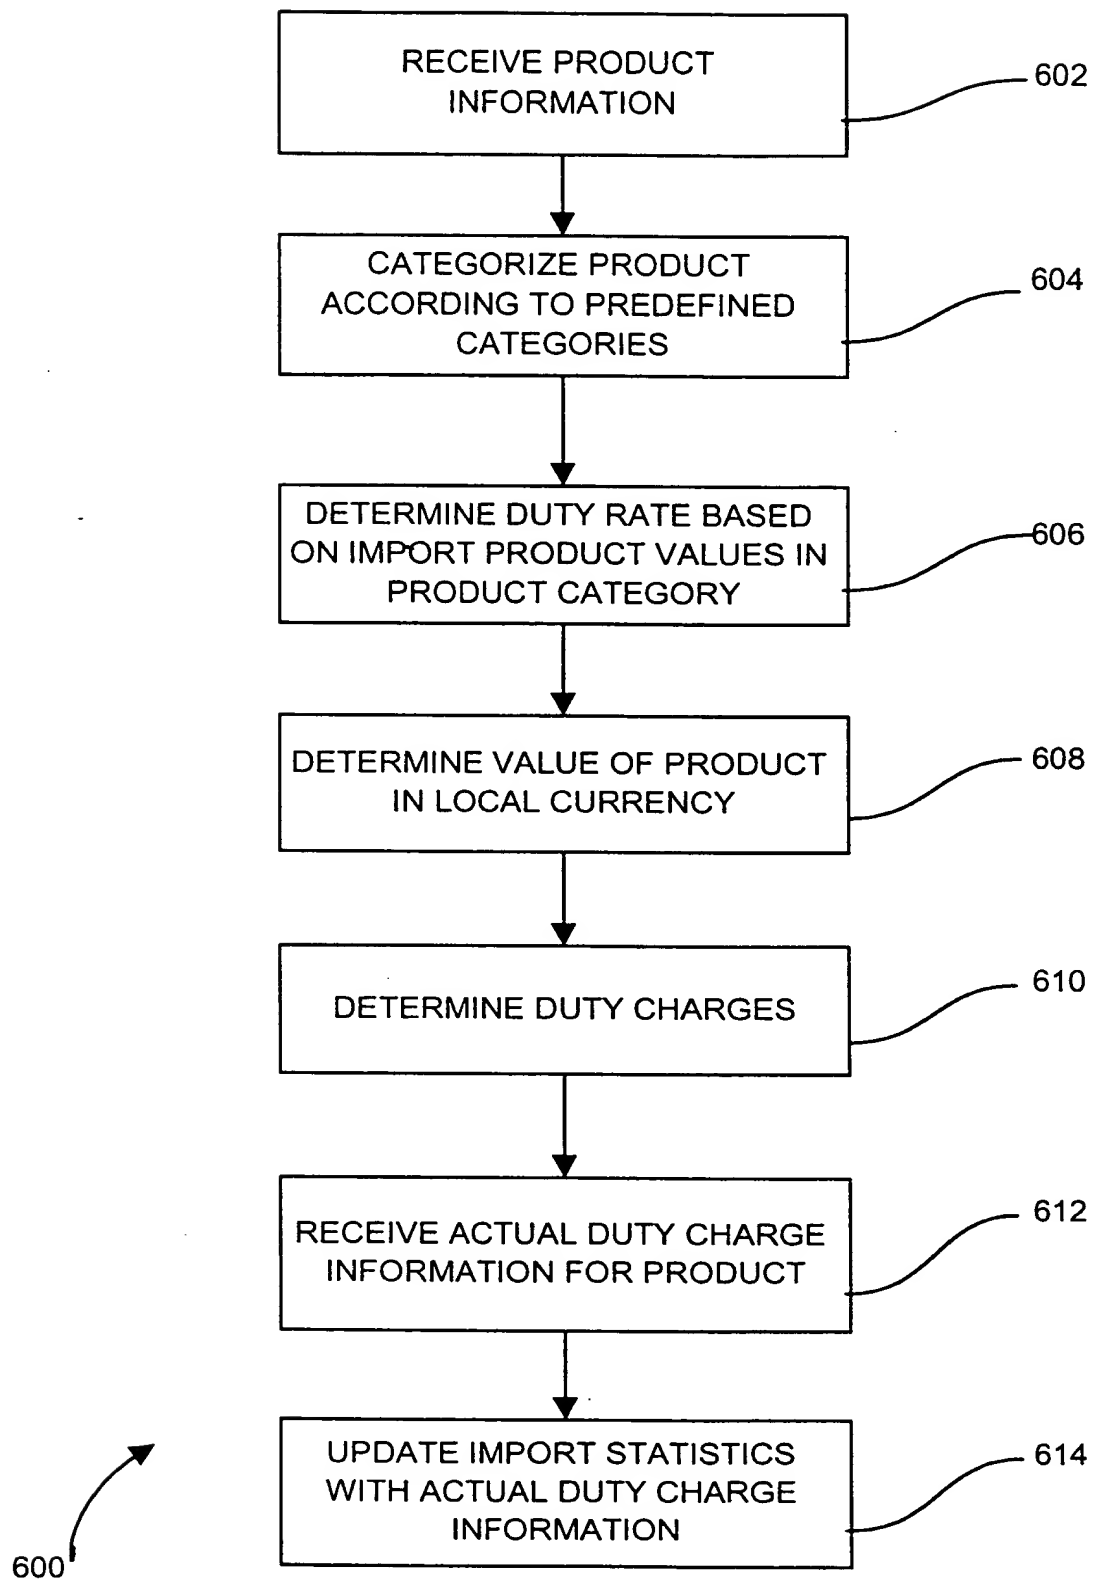 RECEIVE PRODUCT
INFORMATION
602
CATEGORIZE PRODUCT
ACCORDING TO PREDEFINED
CATEGORIES
604
DETERMINE DUTY RATE BASED
ON IMPORT PRODUCT VALUES IN
PRODUCT CATEGORY
606
DETERMINE VALUE OF PRODUCT
IN LOCAL CURRENCY
608
DETERMINE DUTY CHARGES
610
RECEIVE ACTUAL DUTY CHARGE
INFORMATION FOR PRODUCT
612
UPDATE IMPORT STATISTICS
WITH ACTUAL DUTY CHARGE
INFORMATION
614
600